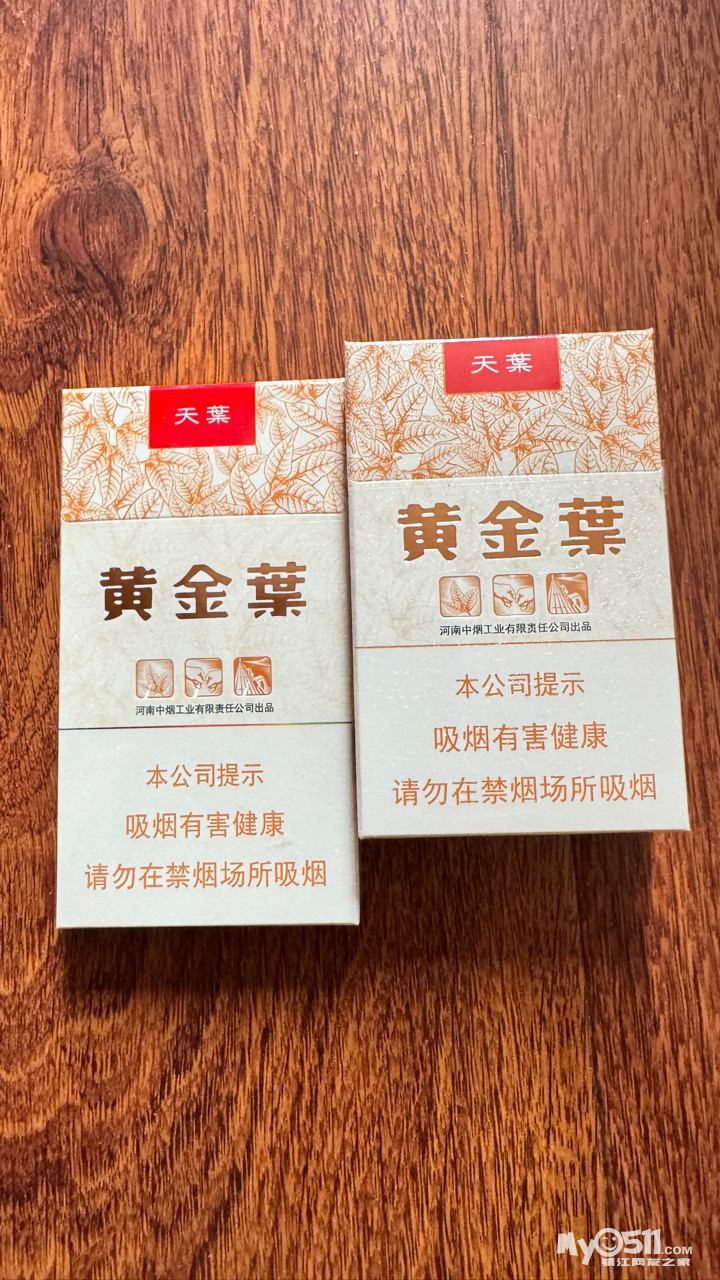 天葉
黄金葉
河南中烟工业有限责任公司出品
本公司提示
吸烟有害健康
请勿在禁烟场所吸烟
天葉
黄金葉
河南中烟工业有限责任公司出品
本公司提示
吸烟有害健康
请勿在禁烟场所吸烟
My0511.COM
镇江网友之家